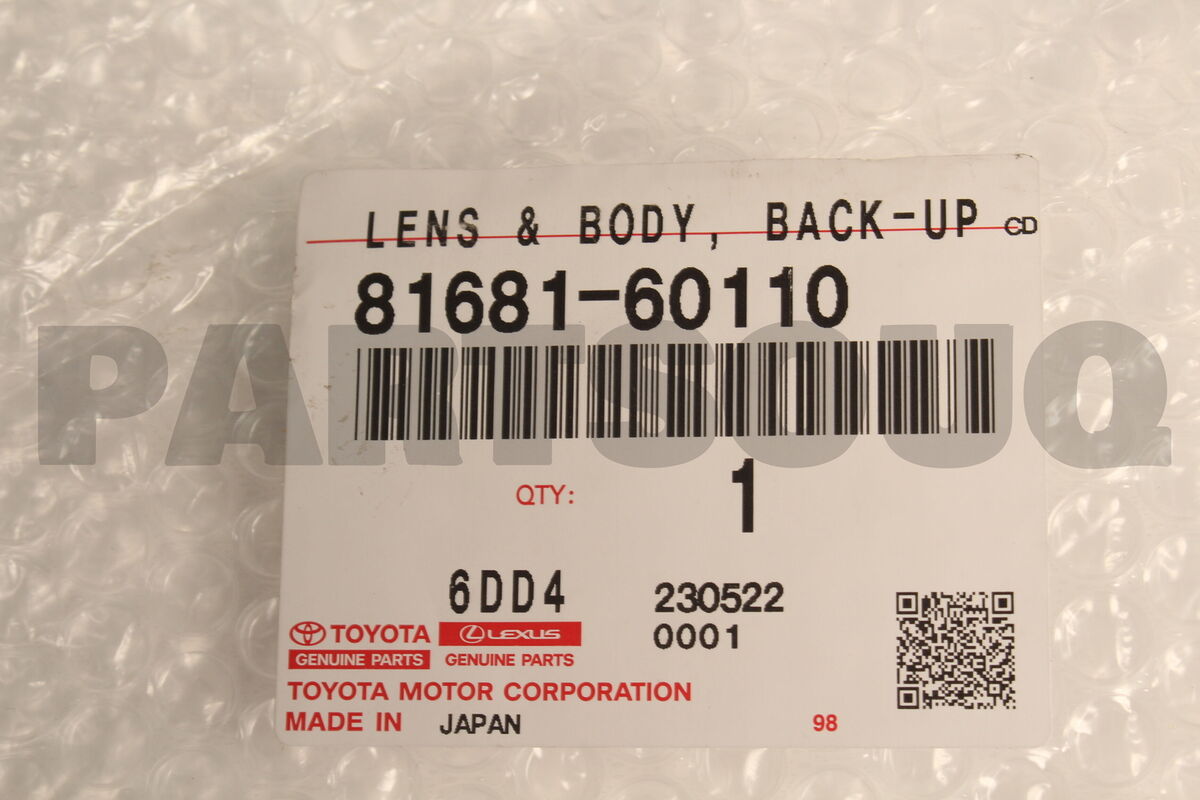 LENS & BODY, BACK-UP CD
81681-60110
PARTSOUQ
QTY: 1
6DD4 230522
0001
TOYOTA LEXUS
GENUINE PARTS GENUINE PARTS
TOYOTA MOTOR CORPORATION
MADE IN JAPAN 98